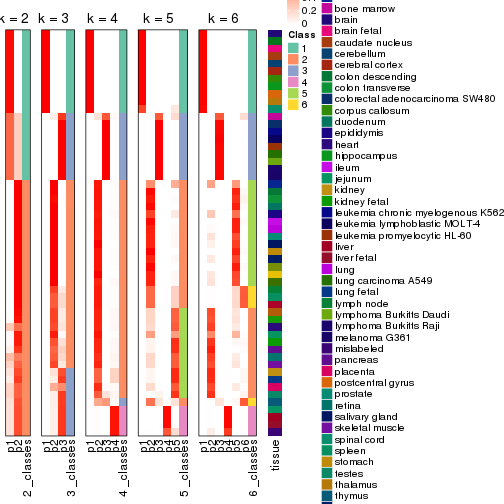 k = 2
k = 3
k = 4
k = 5
k = 6
0.2
0
Class
1
2
3
4
5
6
bone marrow
brain
brain fetal
caudate nucleus
cerebellum
cerebral cortex
colon descending
colon transverse
colorectal adenocarcinoma SW480
corpus callosum
duodenum
epididymis
heart
hippocampus
ileum
jejunum
kidney
kidney fetal
leukemia chronic myelogenous K562
leukemia lymphoblastic MOLT-4
leukemia promyelocytic HL-60
liver
liver fetal
lung
lung carcinoma A549
lung fetal
lymph node
lymphoma Burkitts Daudi
lymphoma Burkitts Raji
melanoma G361
mislabeled
pancreas
placenta
postcentral gyrus
prostate
retina
salivary gland
skeletal muscle
spinal cord
spleen
stomach
testes
thalamus
thymus
p1
p2
2_classes
p1
p2
p3
3_classes
p1
p2
p3
p4
4_classes
p1
p2
p3
p4
p5
5_classes
p1
p2
p3
p4
p5
p6
6_classes
tissue